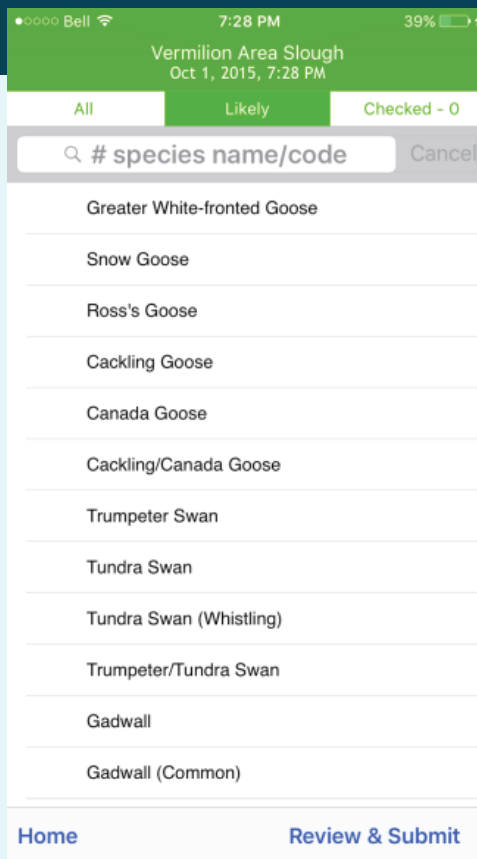 Bell 7:28 PM 39%
Vermilion Area Slough
Oct 1, 2015, 7:28 PM
All Likely Checked - 0
# species name/code Cancel
Greater White-fronted Goose
Snow Goose
Ross's Goose
Cackling Goose
Canada Goose
Cackling/Canada Goose
Trumpeter Swan
Tundra Swan
Tundra Swan (Whistling)
Trumpeter/Tundra Swan
Gadwall
Gadwall (Common)
Home Review & Submit